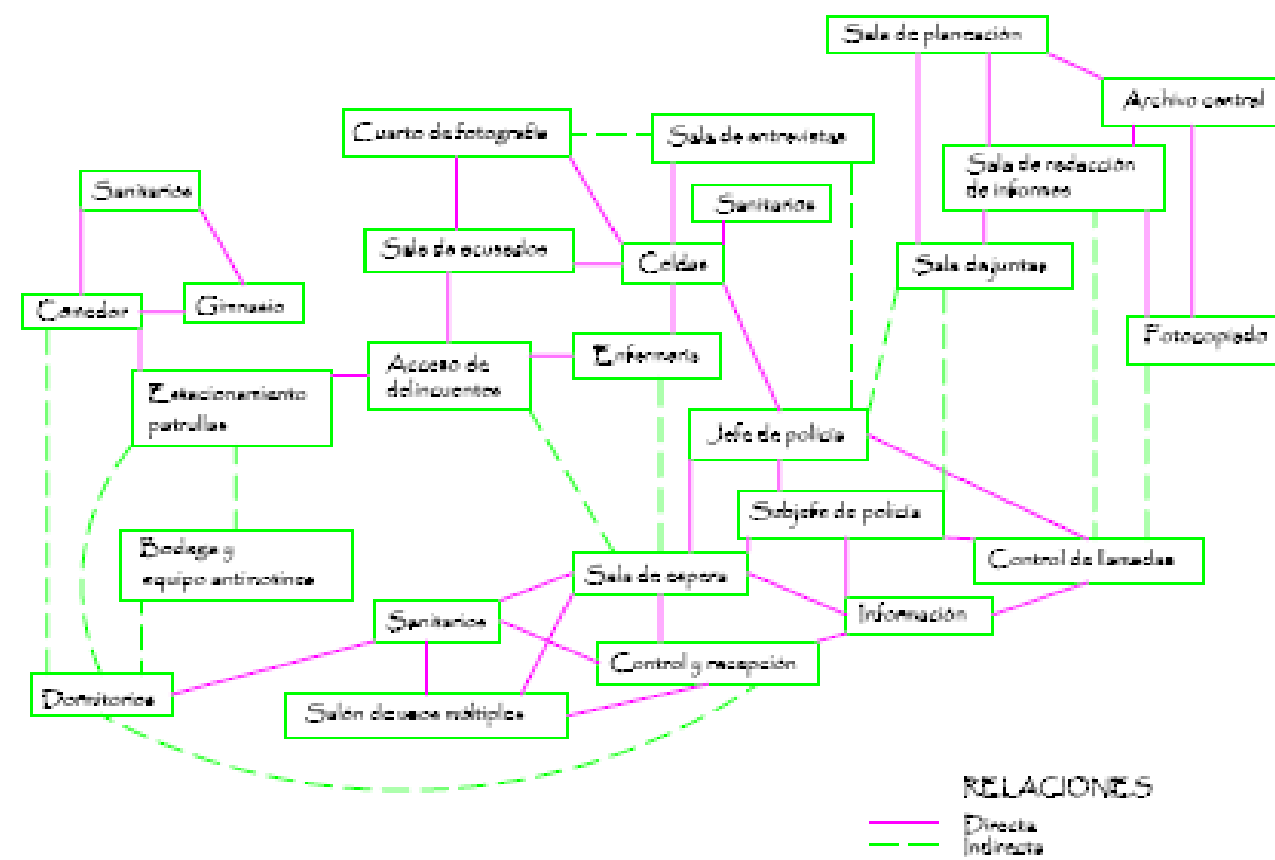 Sala de planeación
Archivo central
Cuarto de fotografía
Sala de entrevistas
Sala de redacción
de informes
Sanitarios
Sanitarios
Sala de acusados
Celdas
Sala de juntas
Comedor
Gimnasio
Fotocopiado
Enfermería
Acceso de
delincuentes
Estacionamiento
patrullas
Jefe de policía
Subjefe de policía
Bodega y
equipo antimotines
Sala de espera
Control de llamadas
Sanitarios
Información
Control y recepción
Dormitorios
Salón de usos múltiples
RELACIONES
Directa
Indirecta